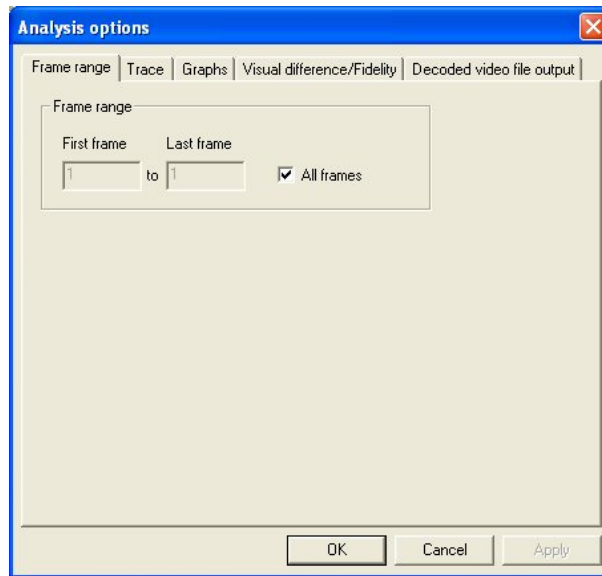 Analysis options
Frame range Trace Graphs Visual difference/Fidelity Decoded video file output
Frame range
First frame Last frame
1 to 1 All frames
OK Cancel Apply